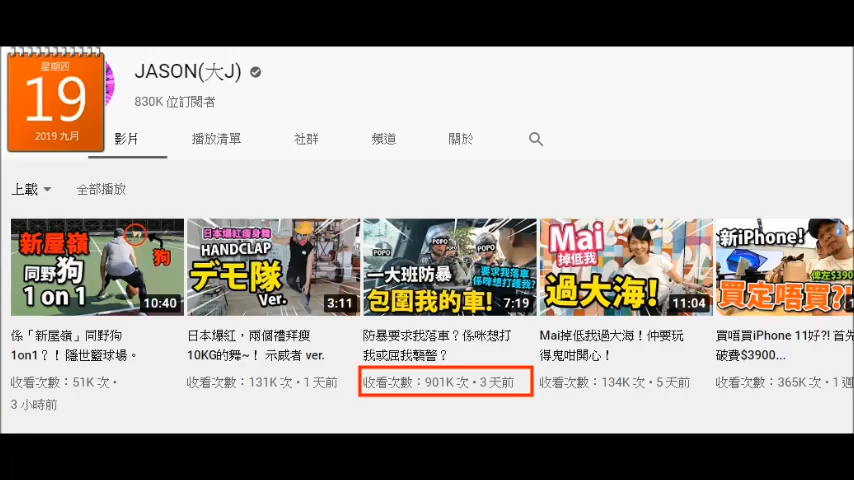 星期四
19
2019 九月
JASON(大J)
830K 位訂閱者
影片
播放清單
社群
頻道
關於
上載
全部播放
新屋嶺
狗
同野狗
1 on 1
10:40
係「新屋嶺」同野狗
1on1？！ 隱世籃球場。
收看次數：51K 次・
3 小時前
日本爆紅瘦身舞
HANDCLAP
デモ隊
Ver.
3:11
日本爆紅，兩個禮拜瘦
10KG的舞~！ 示威者 ver.
收看次數：131K 次・1 天前
POPO
POPO
POPO
一大班防暴
要求我落車
係咪想打鑊我?
包圍我的車!
7:19
防暴要求我落車？係咪想打
我或屈我襲警？
收看次數：901K 次・3 天前
Mai
掉低我
過大海!
11:04
Mai掉低我過大海！仲要玩
得鬼咁開心！
收看次數：134K 次・5 天前
新iPhone!
俾左$390
買定唔買?
買唔買iPhone 11好?! 首先
破費$3900...
收看次數：365K 次・1 週